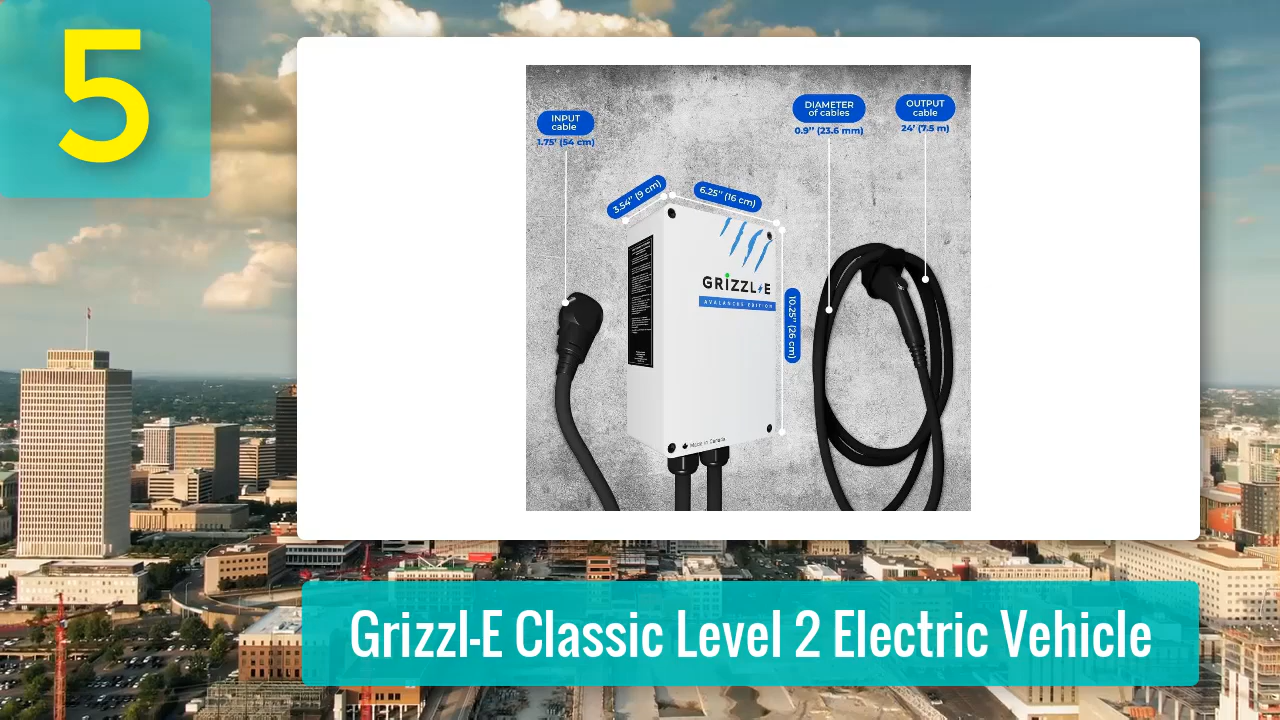 5
INPUT
cable
1.75' (54 cm)
DIAMETER
of cables
0.9'' (23.6 mm)
OUTPUT
cable
24' (7.5 m)
3.54'' (9 cm)
6.25'' (16 cm)
GRIZZL-E
AVALANCHE EDITION
10.25'' (26 cm)
Made in Canada
Grizzl-E Classic Level 2 Electric Vehicle